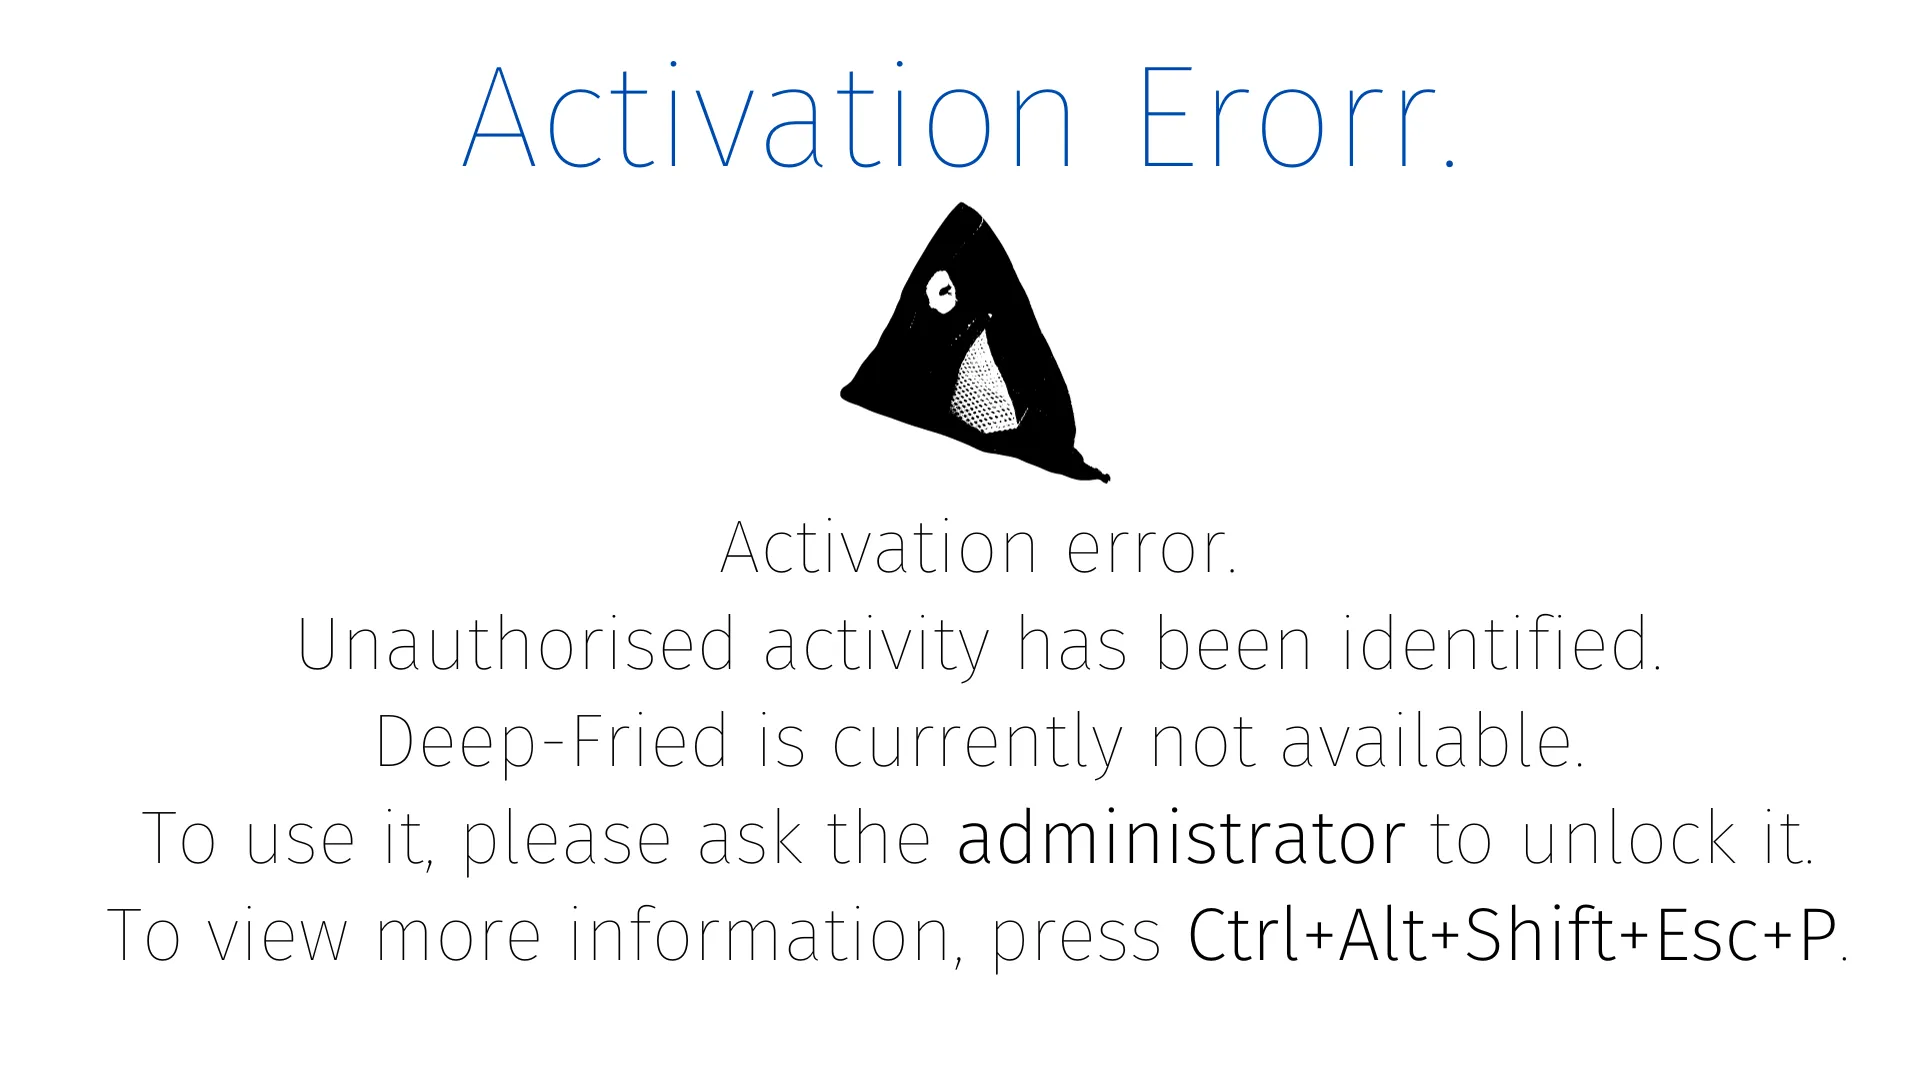 Activation Erorr.
Activation error.
Unauthorised activity has been identified.
Deep-Fried is currently not available.
To use it, please ask the administrator to unlock it.
To view more information, press Ctrl+Alt+Shift+Esc+P.